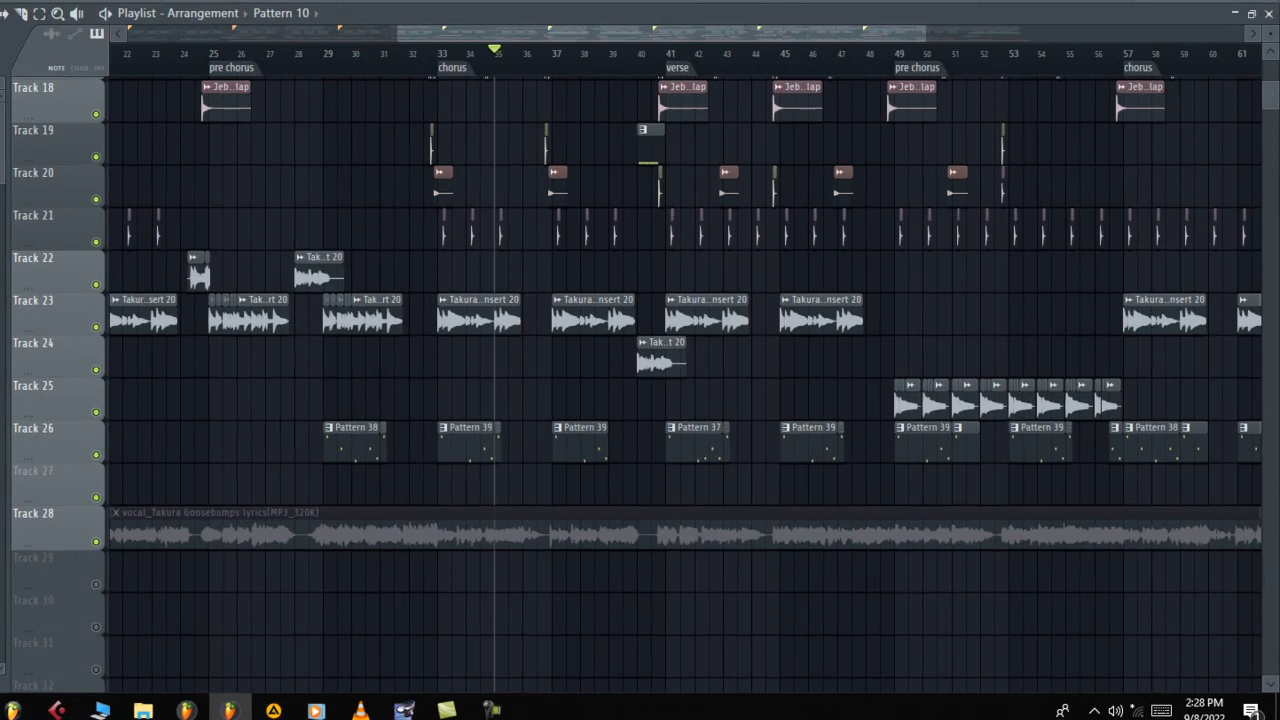 Playlist - Arrangement › Pattern 10 ›
22 23 24 25 26 27 28 29 30 31 32 33 34 35 37 38 39 40 41 42 43 44 45 46 47 48 49 50 51 52 53 54 55 56 57 58 59 60 61
NOTE CHAN PAT
pre chorus chorus verse pre chorus chorus
Track 18 Jeb..lap Jeb..lap Jeb..lap Jeb..lap Jeb..lap
Track 19
Track 20
Track 21
Track 22 Tak..t 20
Track 23 Takur..sert 20 Tak..rt 20 Tak..rt 20 Takura..nsert 20 Takura..nsert 20 Takura..nsert 20 Takura..nsert 20 Takura..nsert 20
Track 24 Tak..t 20
Track 25
Track 26 Pattern 38 Pattern 39 Pattern 39 Pattern 37 Pattern 39 Pattern 39 Pattern 39 Pattern 38
Track 27
Track 28 vocal_Takura Goosebumps lyrics(MP3_320K)
Track 29
Track 30
Track 31
Track 32
2:28 PM
9/8/2022